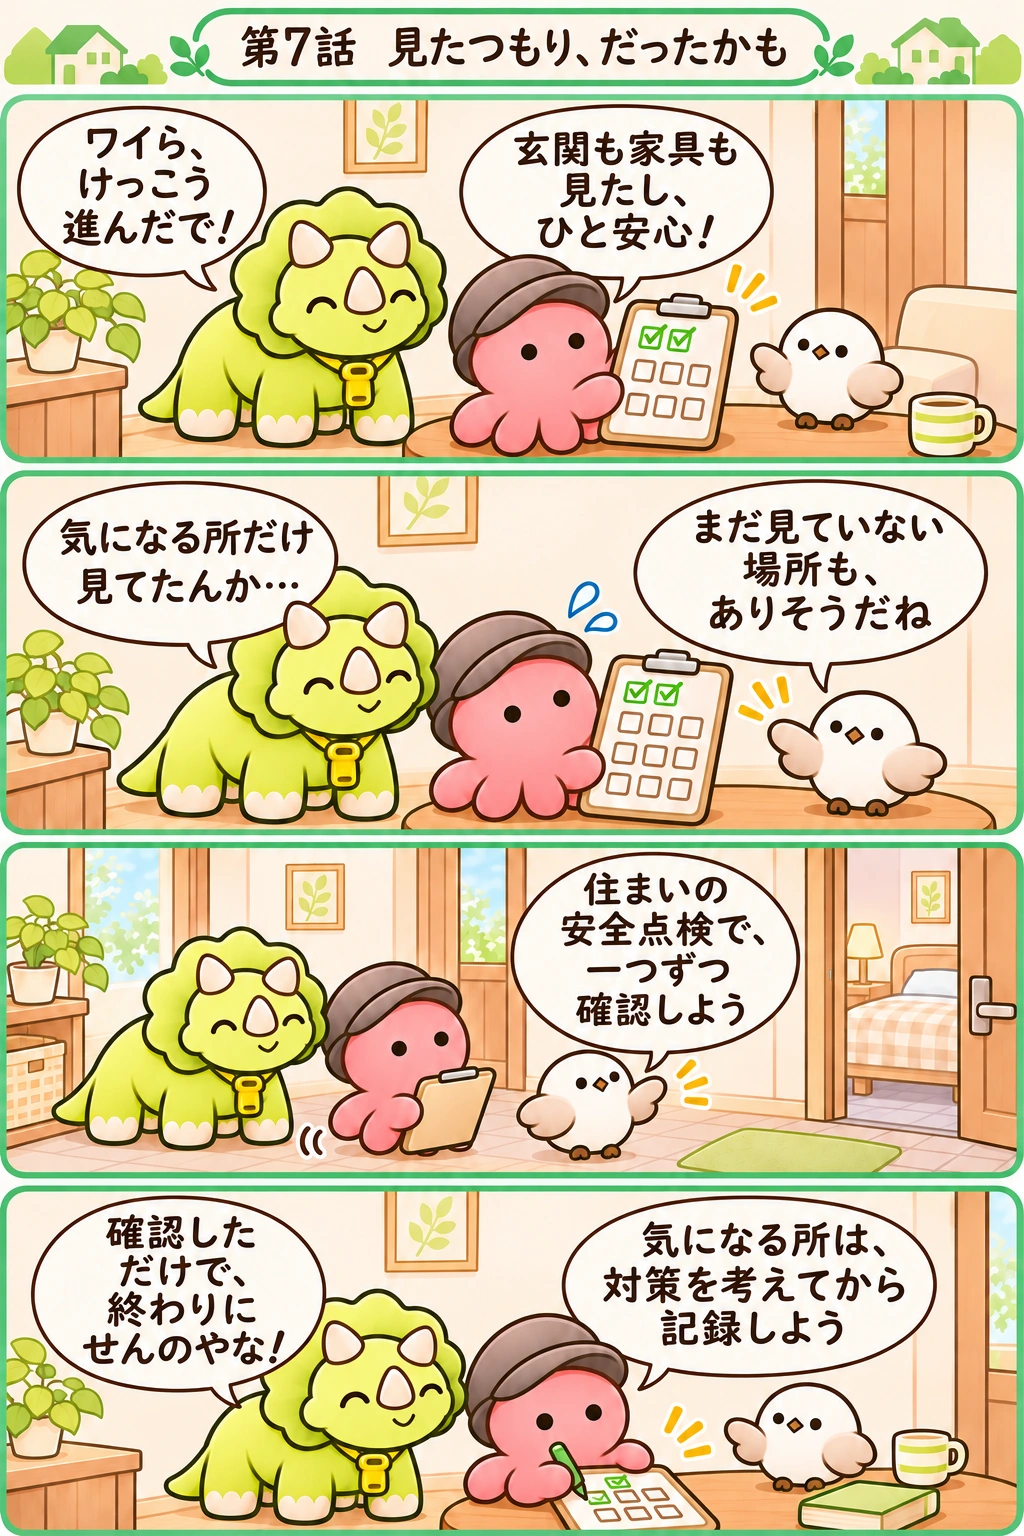 第7話 見たつもり、だったかも
ワイら、
けっこう
進んだで!
玄関も家具も
見たし、
ひと安心!
気になる所だけ
見てたんか…
まだ見ていない
場所も、
ありそうだね
住まいの
安全点検で、
一つずつ
確認しよう
確認した
だけで、
終わりに
せんのやな!
気になる所は、
対策を考えてから
記録しよう